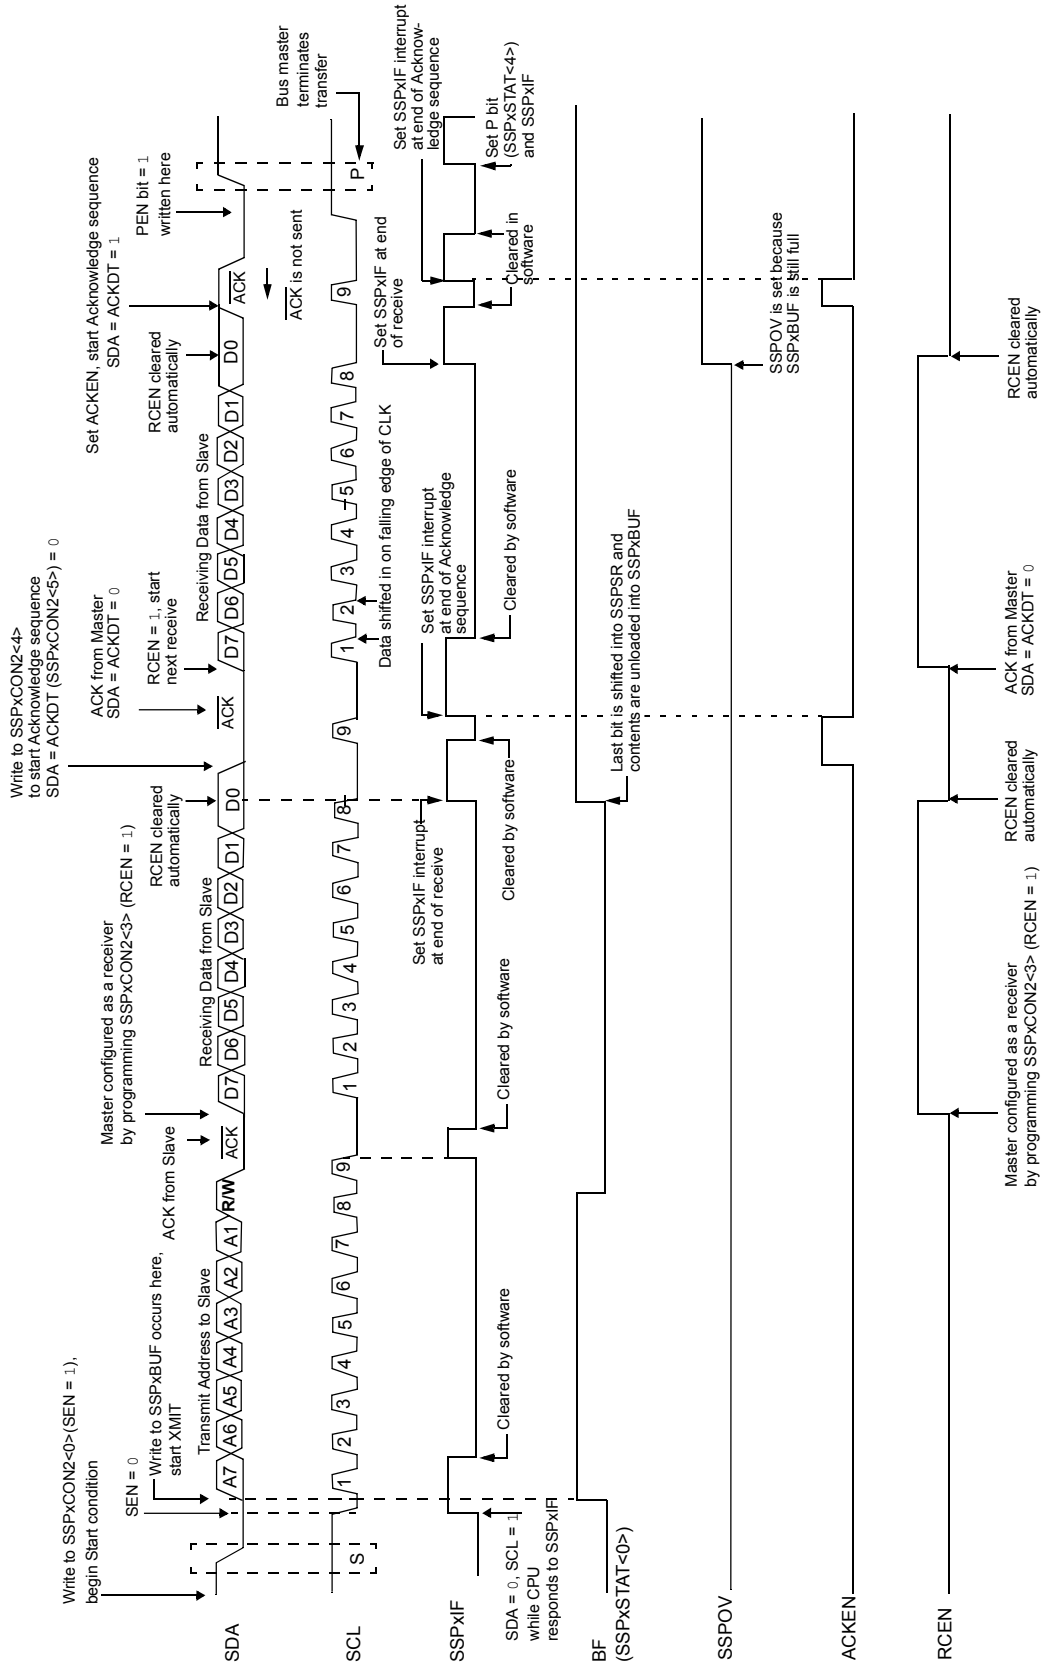 Write to SSPxCON2<0>(SEN = 1),
begin Start condition
SEN = 0
Write to SSPxBUF occurs here,
start XMIT
ACK from Slave
Master configured as a receiver
by programming SSPxCON2<3> (RCEN = 1)
RCEN cleared
automatically
Write to SSPxCON2<4>
to start Acknowledge sequence
SDA = ACKDT (SSPxCON2<5>) = 0
ACK from Master
SDA = ACKDT = 0
RCEN = 1, start
next receive
Set ACKEN, start Acknowledge sequence
SDA = ACKDT = 1
RCEN cleared
automatically
PEN bit = 1
written here
Transmit Address to Slave
Receiving Data from Slave
Receiving Data from Slave
SDA
A7 A6 A5 A4 A3 A2 A1 R/W ACK D7 D6 D5 D4 D3 D2 D1 D0 ACK D7 D6 D5 D4 D3 D2 D1 D0 ACK
ACK is not sent
Bus master
terminates
transfer
SCL
S 1 2 3 4 5 6 7 8 9 1 2 3 4 5 6 7 8 9 1 2 3 4 5 6 7 8 9 P
Data shifted in on falling edge of CLK
Set SSPxIF interrupt
at end of receive
Set SSPxIF interrupt
at end of Acknowledge
sequence
Set SSPxIF at end
of receive
Set SSPxIF interrupt
at end of Acknow-
ledge sequence
SSPxIF
SDA = 0, SCL = 1
while CPU
responds to SSPxIF
Cleared by software
Cleared by software
Cleared by software
Cleared by software
Cleared in
software
Set P bit
(SSPxSTAT<4>)
and SSPxIF
BF
(SSPxSTAT<0>)
Last bit is shifted into SSPSR and
contents are unloaded into SSPxBUF
SSPOV
SSPOV is set because
SSPxBUF is still full
ACKEN
RCEN
Master configured as a receiver
by programming SSPxCON2<3> (RCEN = 1)
RCEN cleared
automatically
ACK from Master
SDA = ACKDT = 0
RCEN cleared
automatically